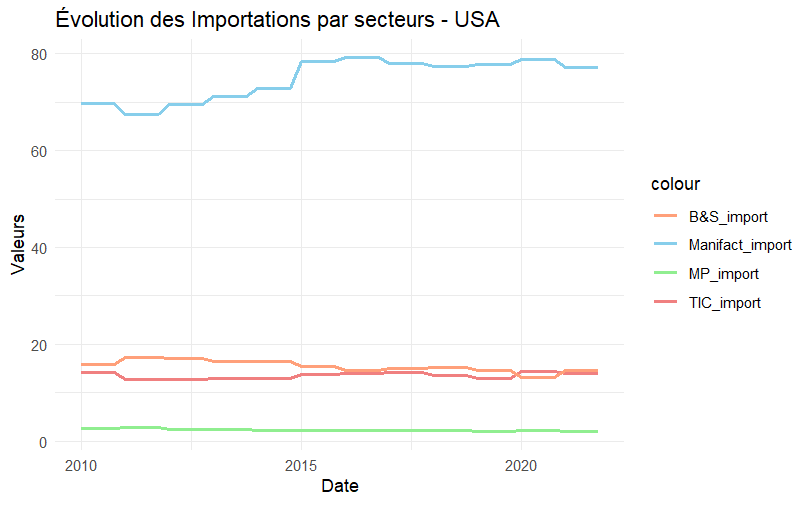 Évolution des Importations par secteurs - USA
80
60
40
20
0
Valeurs
2010
2015
2020
Date
colour
B&S_import
Manifact_import
MP_import
TIC_import